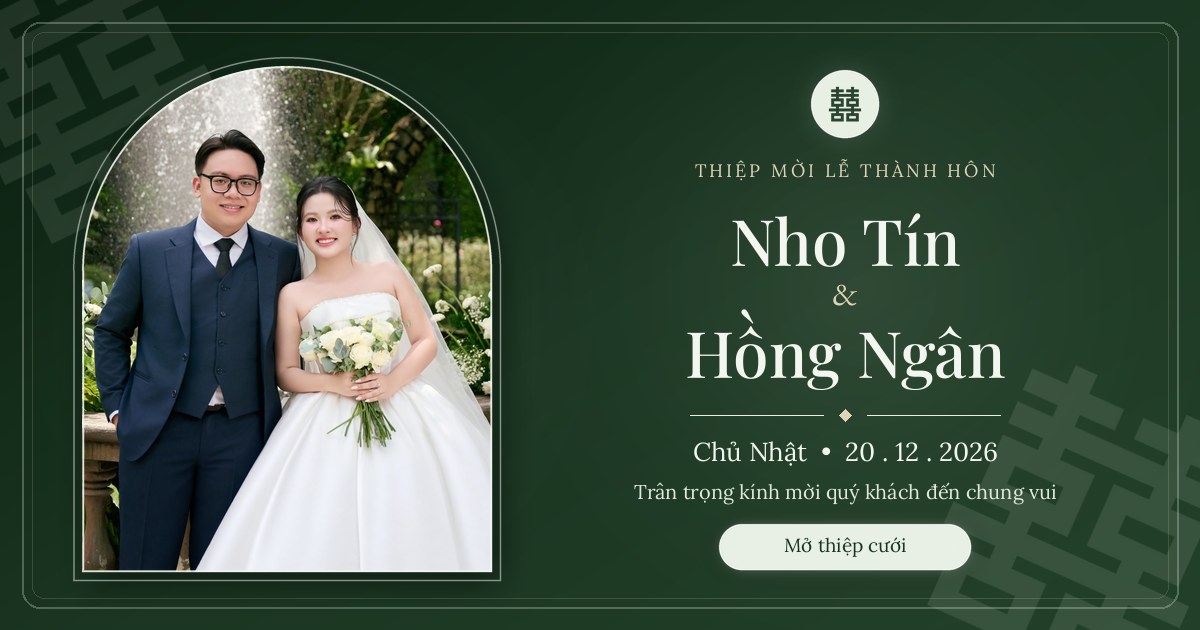 囍
THIỆP MỜI LỄ THÀNH HÔN
Nho Tín
&
Hồng Ngân
Chủ Nhật • 20 . 12 . 2026
Trân trọng kính mời quý khách đến chung vui
Mở thiệp cưới